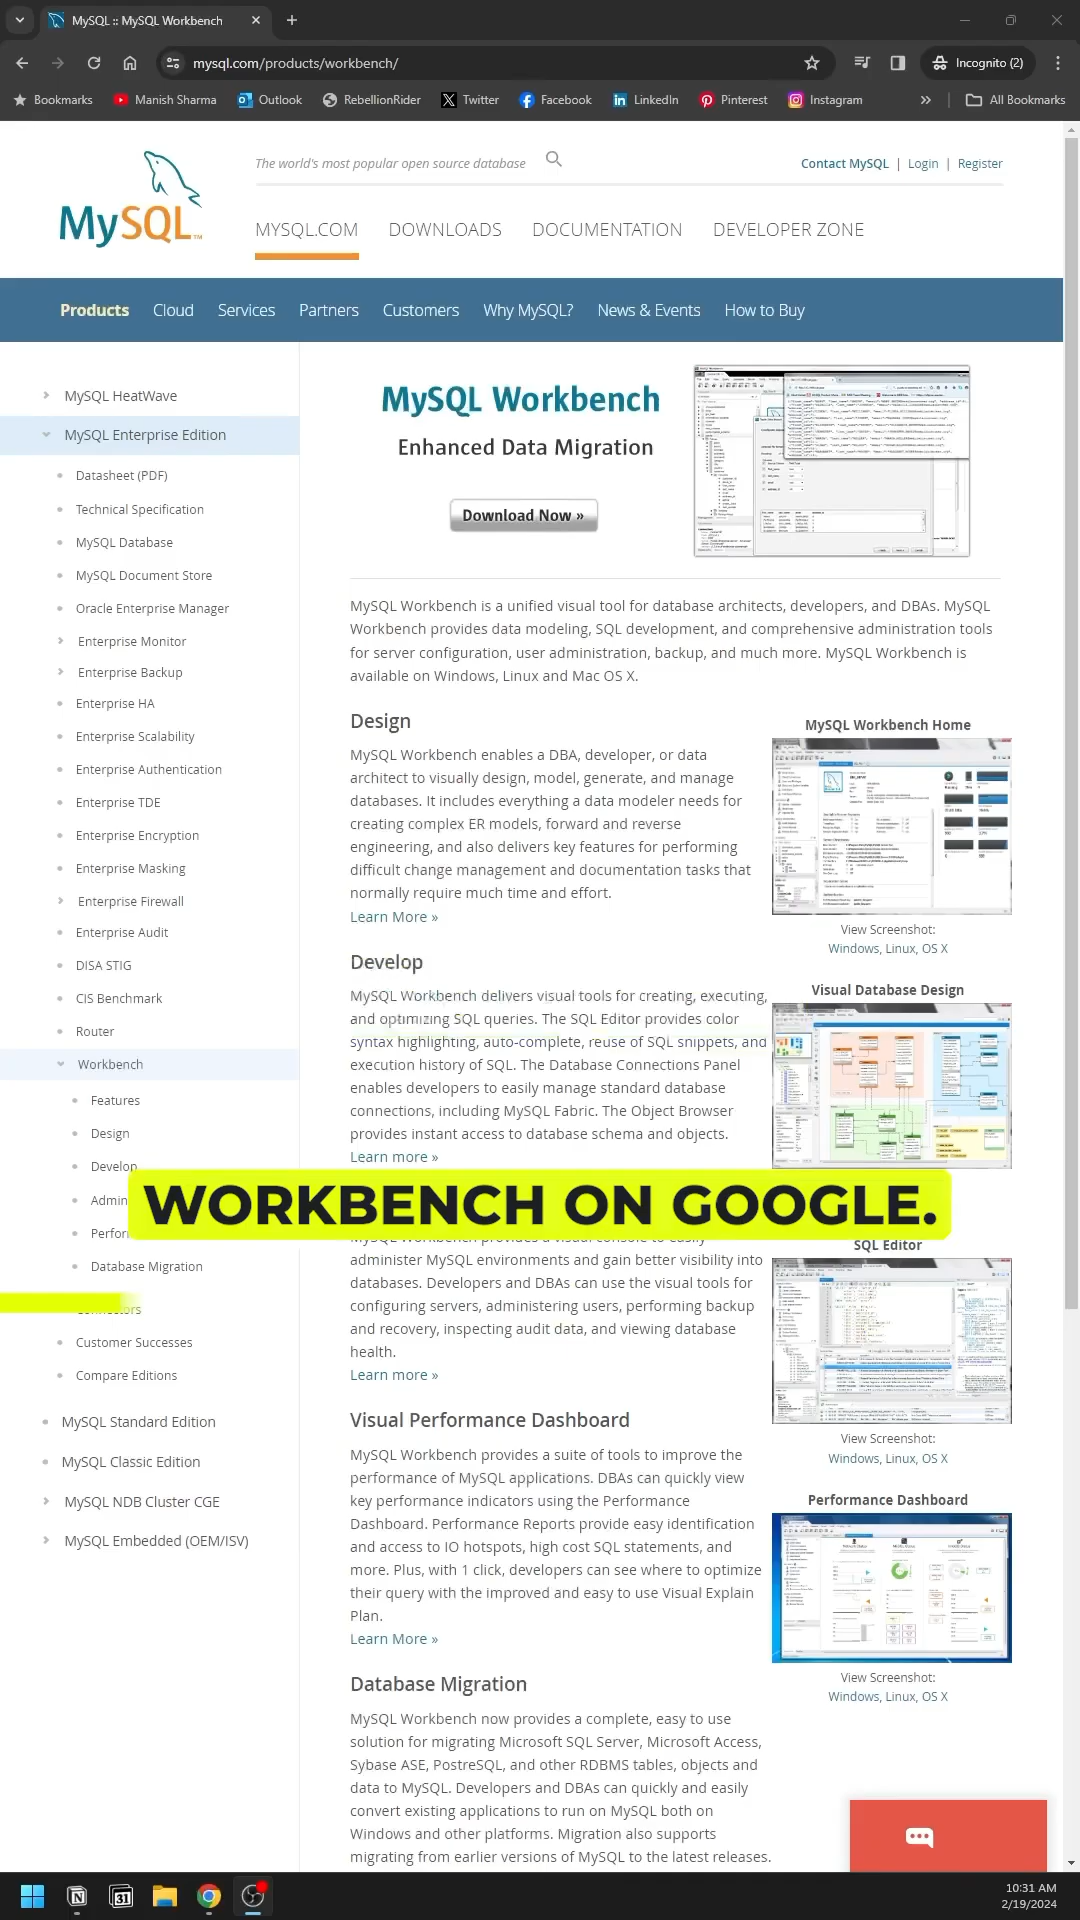 MySQL :: MySQL Workbench
mysql.com/products/workbench/
Incognito (2)
Bookmarks
Manish Sharma
Outlook
RebellionRider
Twitter
Facebook
LinkedIn
Pinterest
Instagram
All Bookmarks
MySQL™
The world's most popular open source database
Contact MySQL | Login | Register
MYSQL.COM
DOWNLOADS
DOCUMENTATION
DEVELOPER ZONE
Products
Cloud
Services
Partners
Customers
Why MySQL?
News & Events
How to Buy
MySQL HeatWave
MySQL Enterprise Edition
Datasheet (PDF)
Technical Specification
MySQL Database
MySQL Document Store
Oracle Enterprise Manager
Enterprise Monitor
Enterprise Backup
Enterprise HA
Enterprise Scalability
Enterprise Authentication
Enterprise TDE
Enterprise Encryption
Enterprise Masking
Enterprise Firewall
Enterprise Audit
DISA STIG
CIS Benchmark
Router
Workbench
Features
Design
Develop
Database Migration
Customer Successes
Compare Editions
MySQL Standard Edition
MySQL Classic Edition
MySQL NDB Cluster CGE
MySQL Embedded (OEM/ISV)
MySQL Workbench
Enhanced Data Migration
Download Now »
MySQL Workbench is a unified visual tool for database architects, developers, and DBAs. MySQL
Workbench provides data modeling, SQL development, and comprehensive administration tools
for server configuration, user administration, backup, and much more. MySQL Workbench is
available on Windows, Linux and Mac OS X.
Design
MySQL Workbench enables a DBA, developer, or data
architect to visually design, model, generate, and manage
databases. It includes everything a data modeler needs for
creating complex ER models, forward and reverse
engineering, and also delivers key features for performing
difficult change management and documentation tasks that
normally require much time and effort.
Learn More »
Develop
MySQL Workbench delivers visual tools for creating, executing,
and optimizing SQL queries. The SQL Editor provides color
syntax highlighting, auto-complete, reuse of SQL snippets, and
execution history of SQL. The Database Connections Panel
enables developers to easily manage standard database
connections, including MySQL Fabric. The Object Browser
provides instant access to database schema and objects.
Learn more »
WORKBENCH ON GOOGLE.
administer MySQL environments and gain better visibility into
databases. Developers and DBAs can use the visual tools for
configuring servers, administering users, performing backup
and recovery, inspecting audit data, and viewing database
health.
Learn more »
Visual Performance Dashboard
MySQL Workbench provides a suite of tools to improve the
performance of MySQL applications. DBAs can quickly view
key performance indicators using the Performance
Dashboard. Performance Reports provide easy identification
and access to IO hotspots, high cost SQL statements, and
more. Plus, with 1 click, developers can see where to optimize
their query with the improved and easy to use Visual Explain
Plan.
Learn More »
Database Migration
MySQL Workbench now provides a complete, easy to use
solution for migrating Microsoft SQL Server, Microsoft Access,
Sybase ASE, PostreSQL, and other RDBMS tables, objects and
data to MySQL. Developers and DBAs can quickly and easily
convert existing applications to run on MySQL both on
Windows and other platforms. Migration also supports
migrating from earlier versions of MySQL to the latest releases.
MySQL Workbench Home
View Screenshot:
Windows, Linux, OS X
Visual Database Design
SQL Editor
View Screenshot:
Windows, Linux, OS X
Performance Dashboard
View Screenshot:
Windows, Linux, OS X
31
10:31 AM
2/19/2024